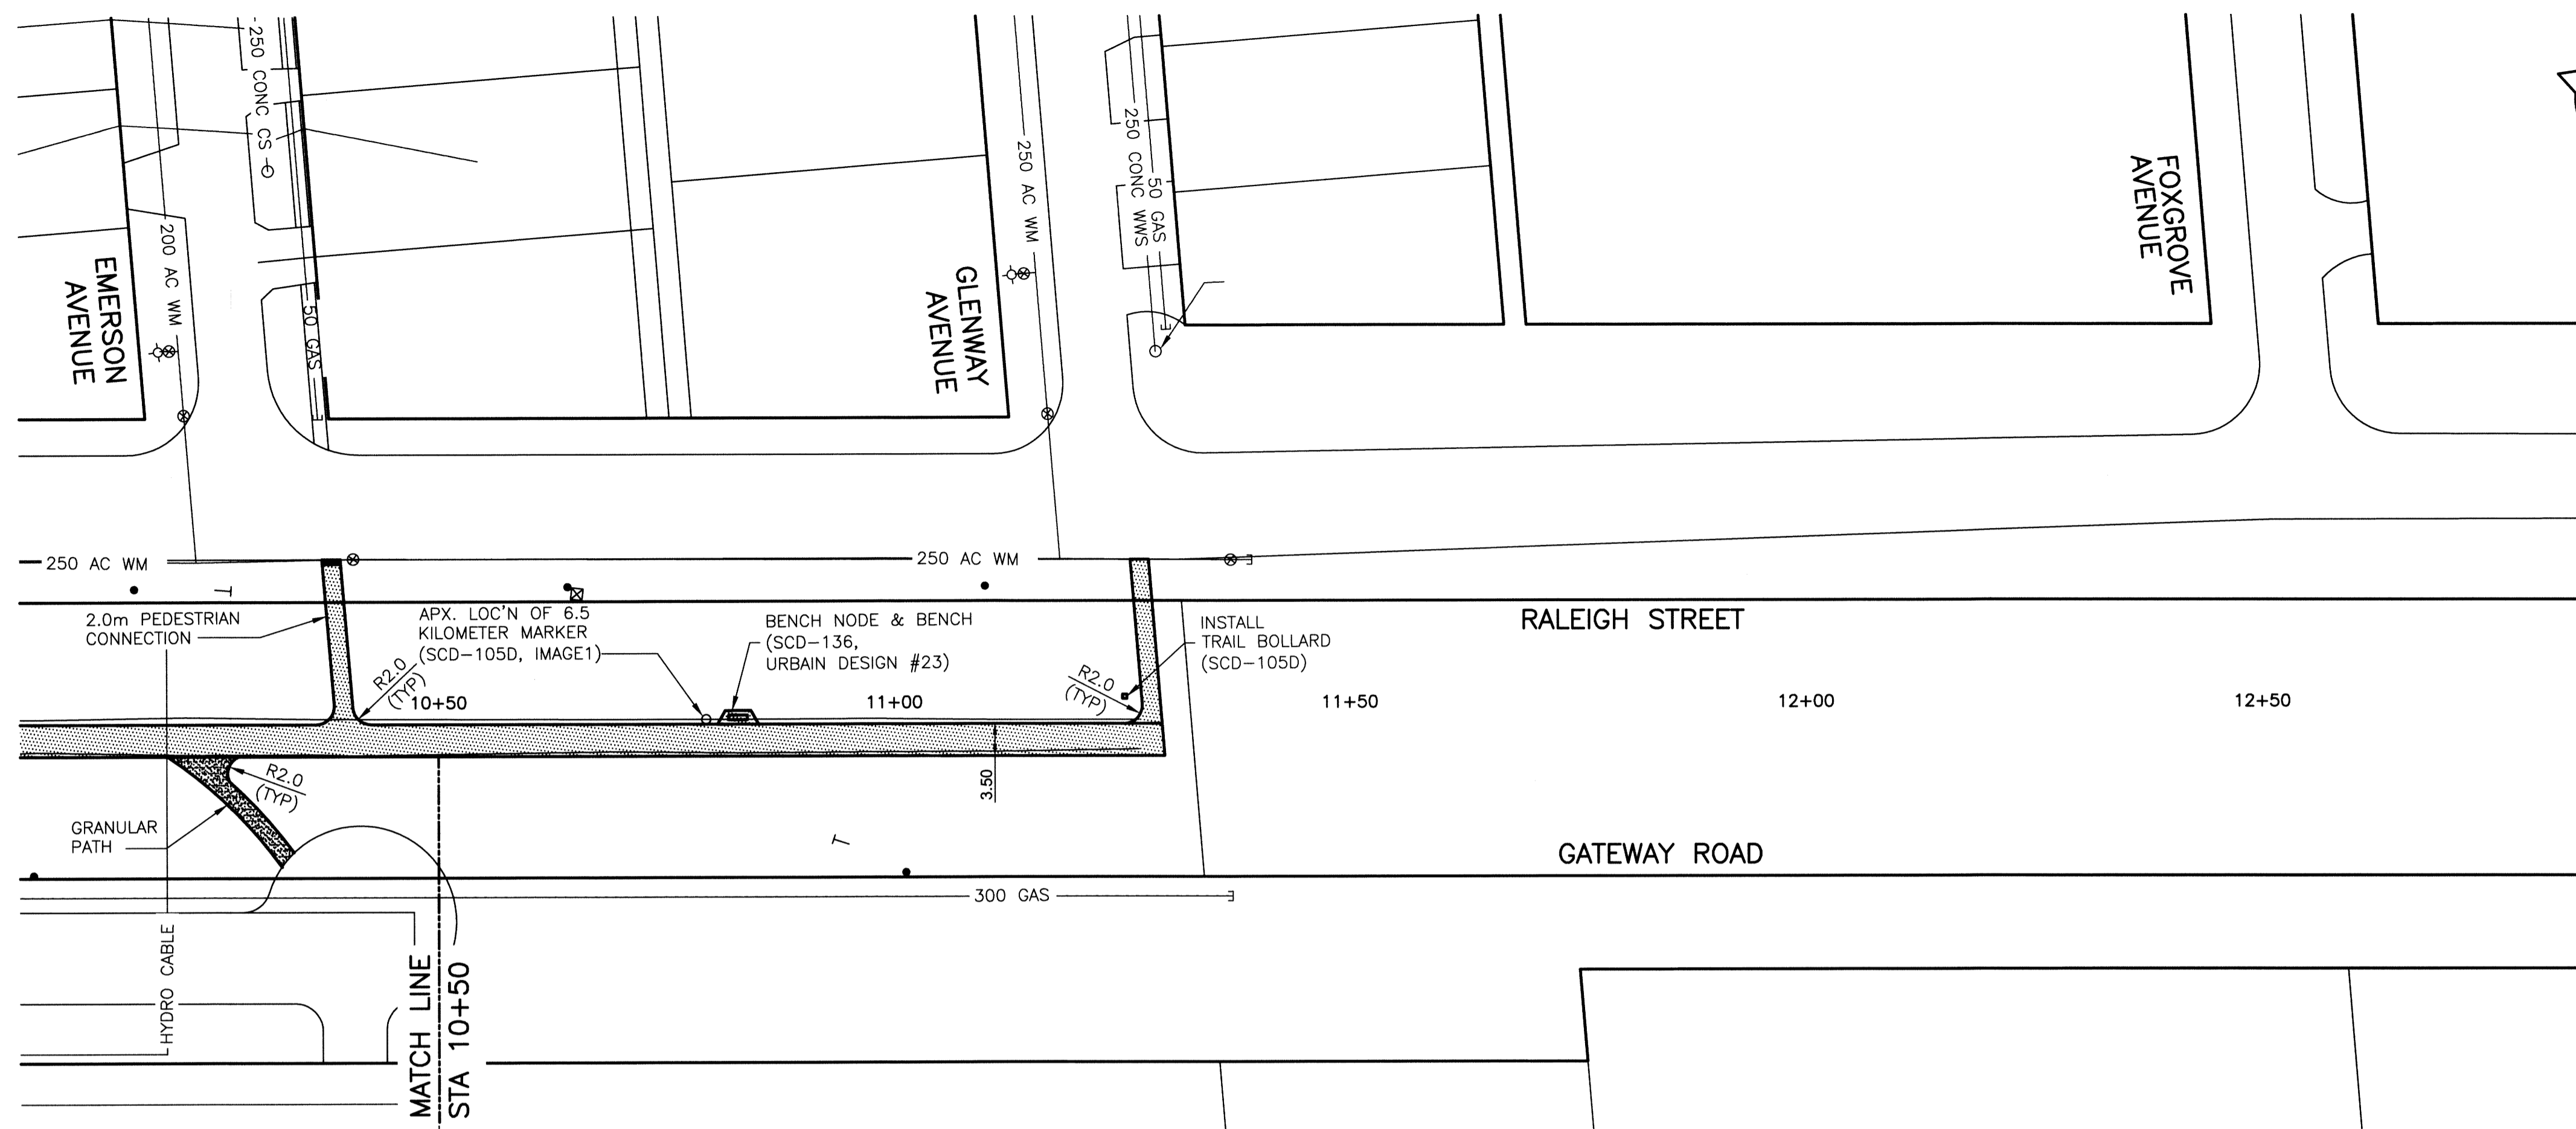 250 CONC CS
EMERSON
AVENUE
200 AC WM
50 GAS
GLENWAY
AVENUE
250 AC WM
250 CONC WWS
50 GAS
FOXGROVE
AVENUE
250 AC WM
250 AC WM
2.0m PEDESTRIAN
CONNECTION
R2.0
(TYP)
APX. LOC'N OF 6.5
KILOMETER MARKER
(SCD-105D, IMAGE1)
BENCH NODE & BENCH
(SCD-136,
URBAIN DESIGN #23)
R2.0
(TYP)
INSTALL
TRAIL BOLLARD
(SCD-105D)
RALEIGH STREET
10+50
11+00
11+50
12+00
12+50
R2.0
(TYP)
3.50
GRANULAR
PATH
GATEWAY ROAD
300 GAS
HYDRO CABLE
MATCH LINE
STA 10+50